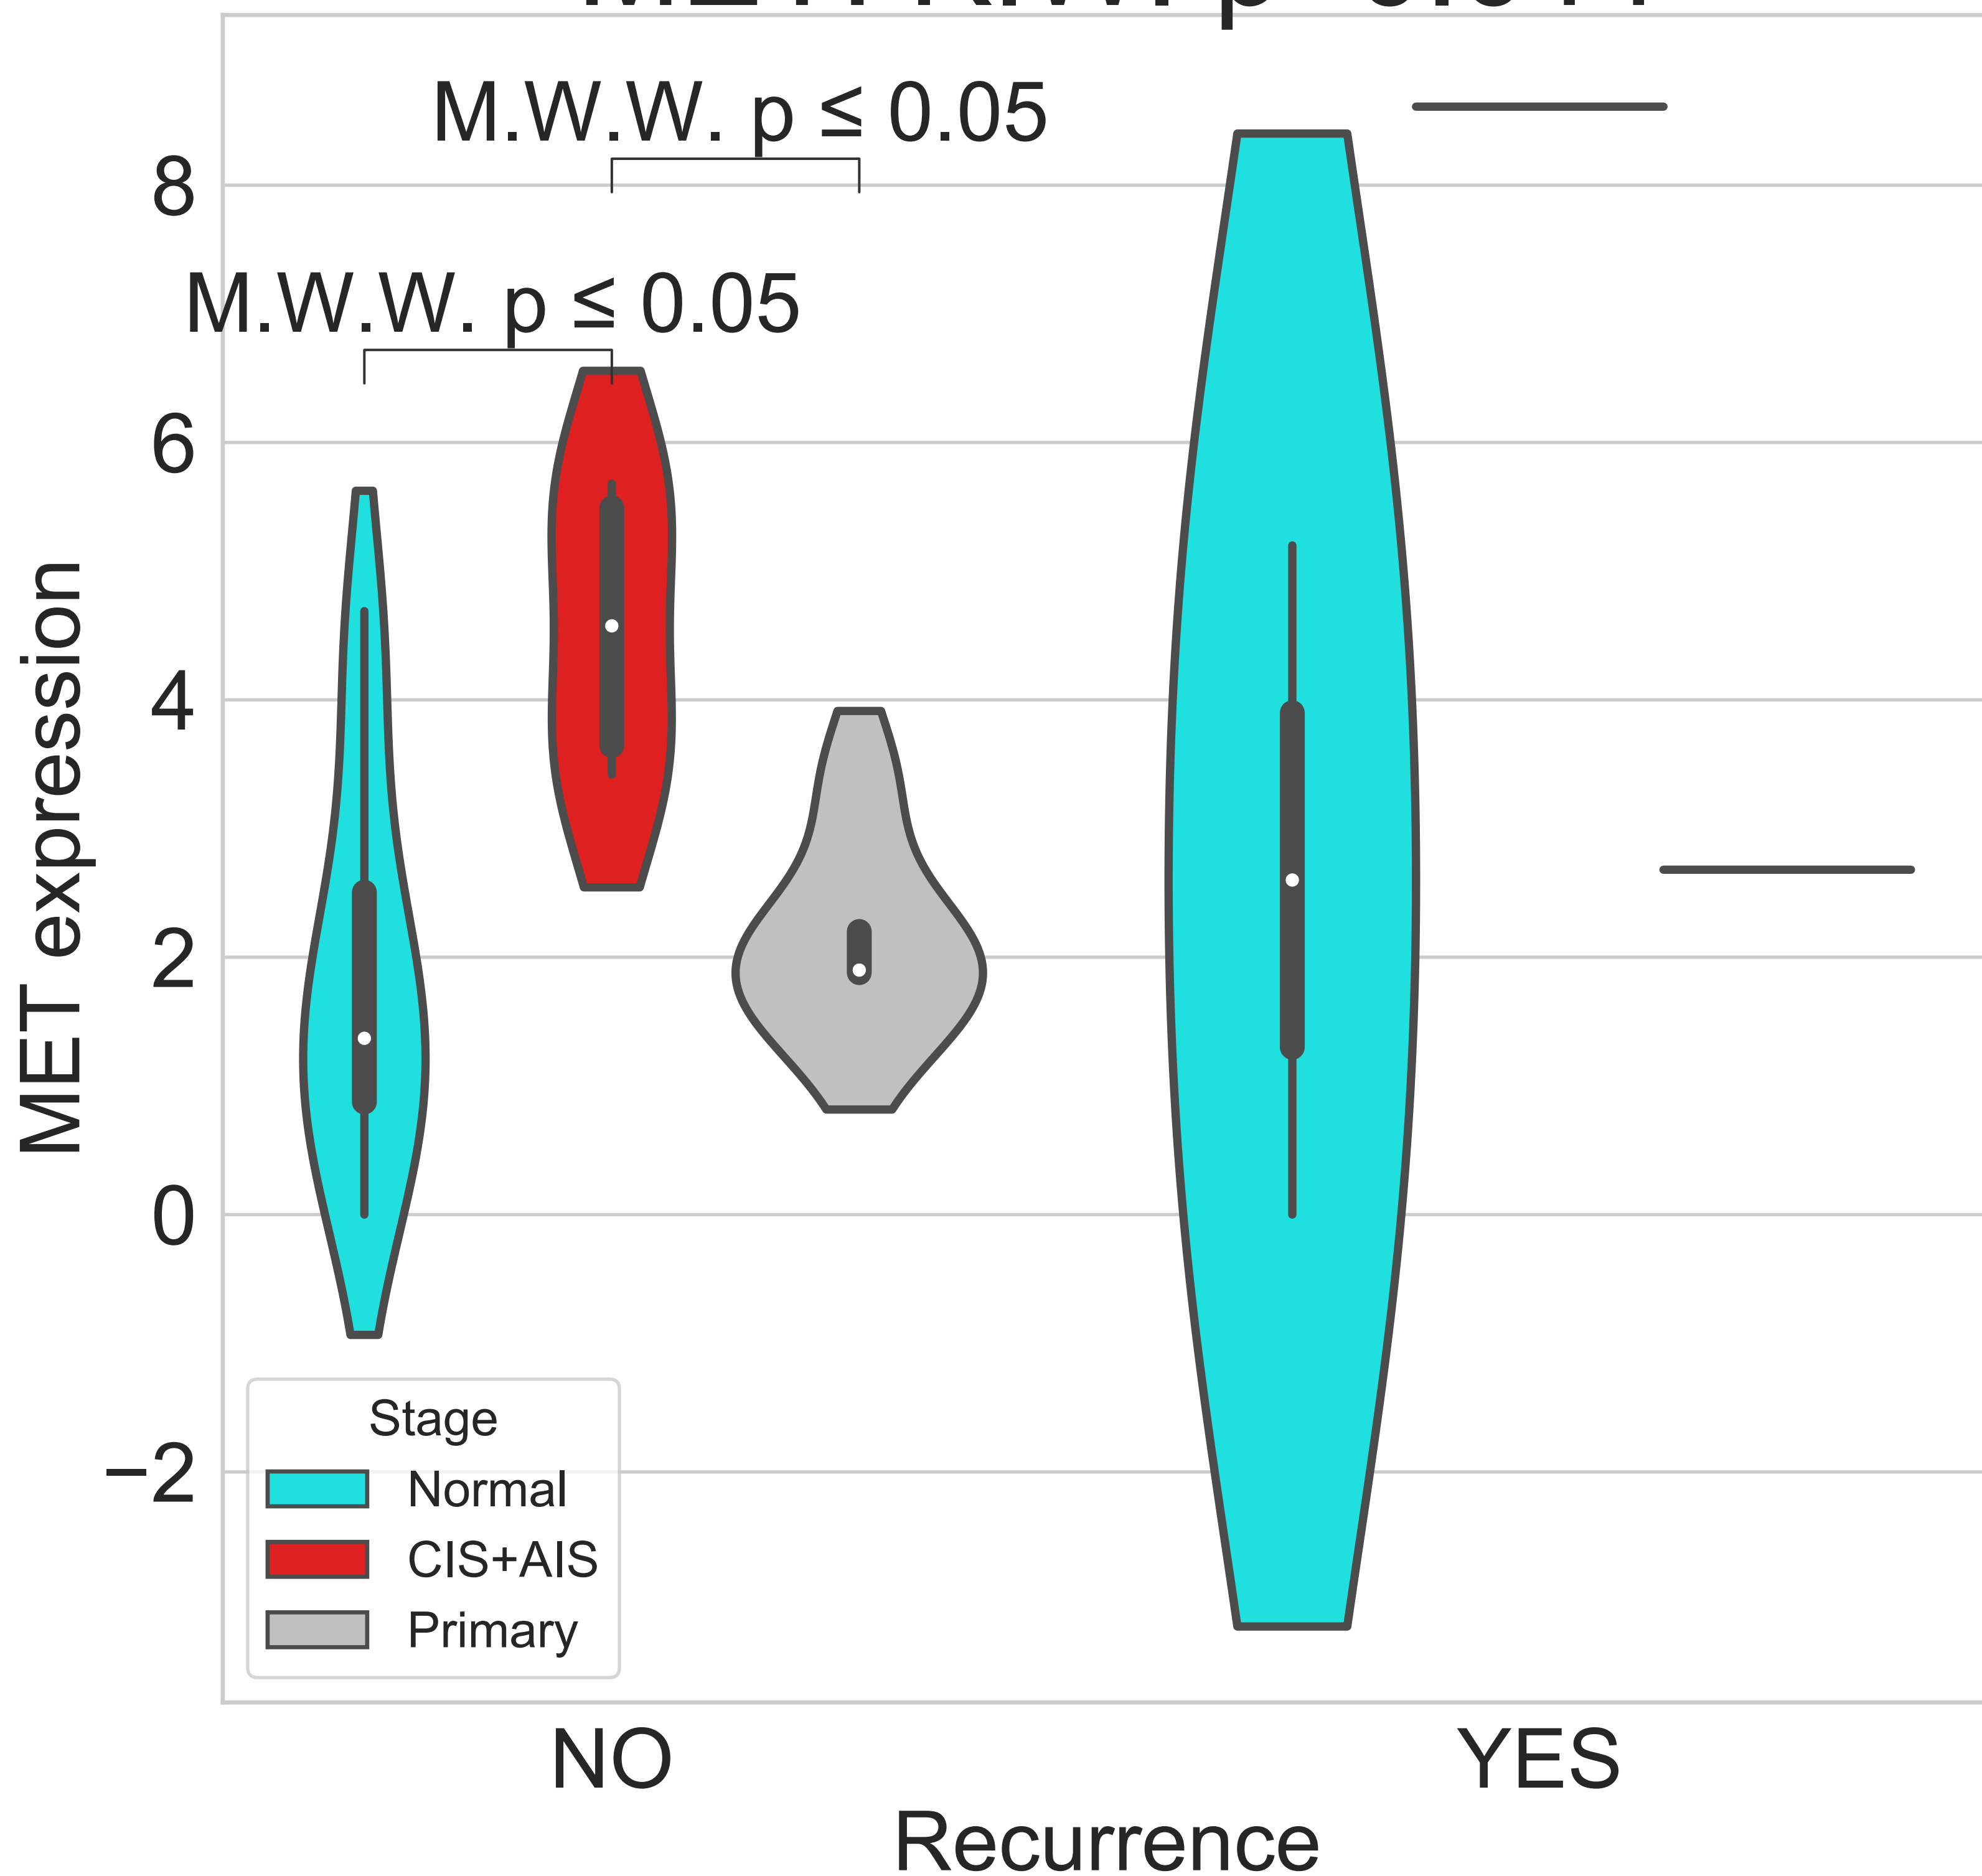 M.W.W. p ≤ 0.05
8
M.W.W. p ≤ 0.05
6
4
2
0
−2
MET expression
Stage
Normal
CIS+AIS
Primary
NO
YES
Recurrence